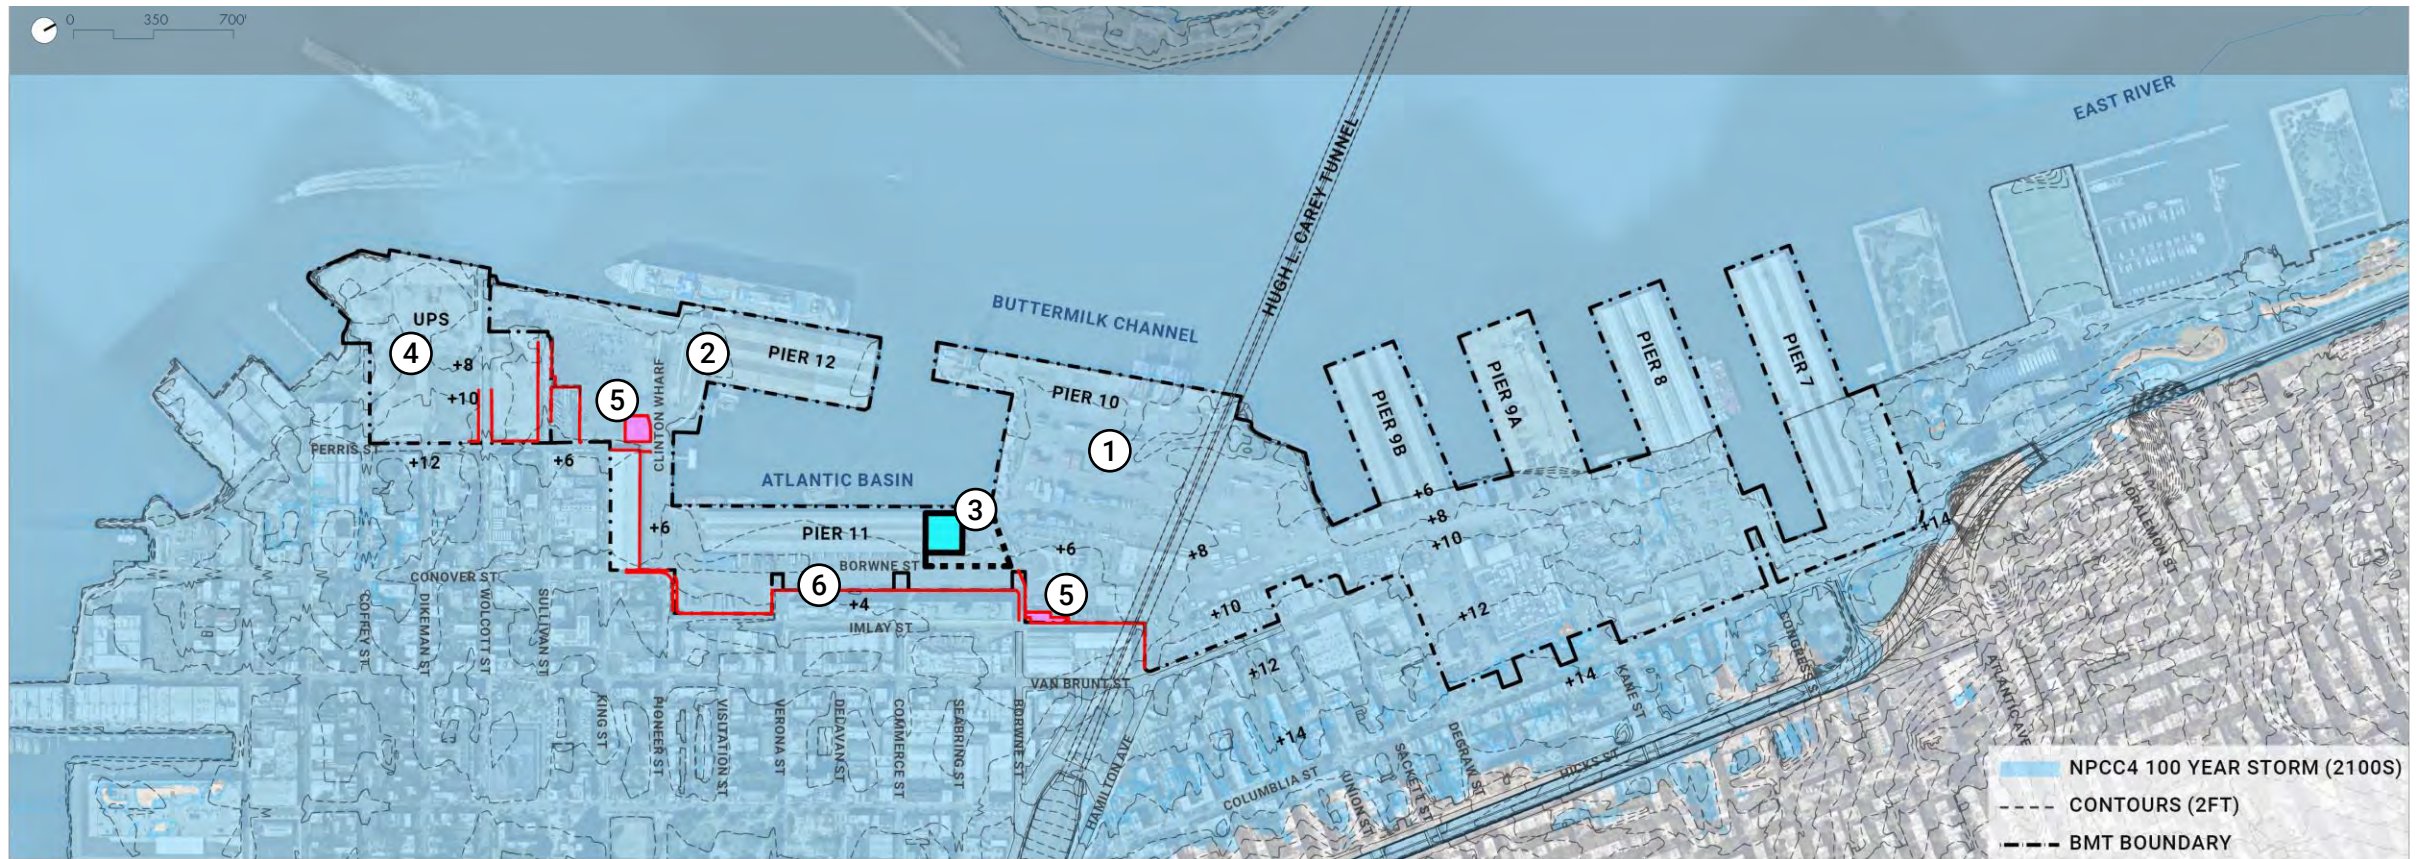 0 350 700'
EAST RIVER
HUGH L. CAREY TUNNEL
BUTTERMILK CHANNEL
UPS
4
+8
+10
2
PIER 12
CLINTON WHARF
5
PIER 10
1
PIER 9B
PIER 9A
PIER 8
PIER 7
FERRIS ST
+12
+6
ATLANTIC BASIN
3
+6
PIER 11
+6
+8
+6
+8
+10
+14
JORALEMON ST
BORWNE ST
CONOVER ST
6
+4
5
IMLAY ST
+10
+12
COFFREY ST
DIKEMAN ST
WOLCOTT ST
SULLIVAN ST
VAN BRUNT ST
+12
+14
KANE ST
CONGRESS ST
ATLANTIC AVE
KING ST
PIONEER ST
VISITATION ST
VERONA ST
DELAVAN ST
COMMERCE ST
SEABRING ST
BORWNE ST
HAMILTON AVE
+14
COLUMBLIA ST
UNION ST
SACKETT ST
DEGRAW ST
HICKS ST
NPCC4 100 YEAR STORM (2100S)
CONTOURS (2FT)
BMT BOUNDARY